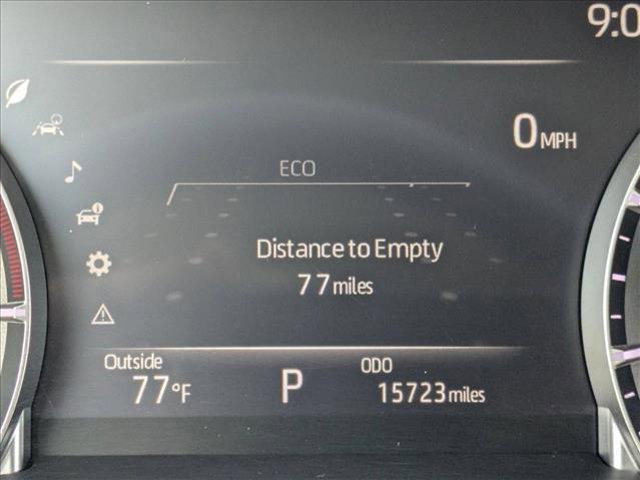 9:0
0 MPH
ECO
Distance to Empty
77 miles
Outside
77°F
P
ODO
15723 miles